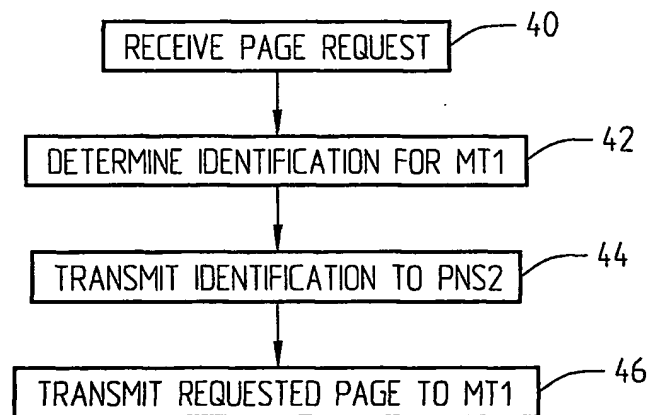 RECEIVE PAGE REQUEST
40
DETERMINE IDENTIFICATION FOR MT1
42
TRANSMIT IDENTIFICATION TO PNS2
44
TRANSMIT REQUESTED PAGE TO MT1
46